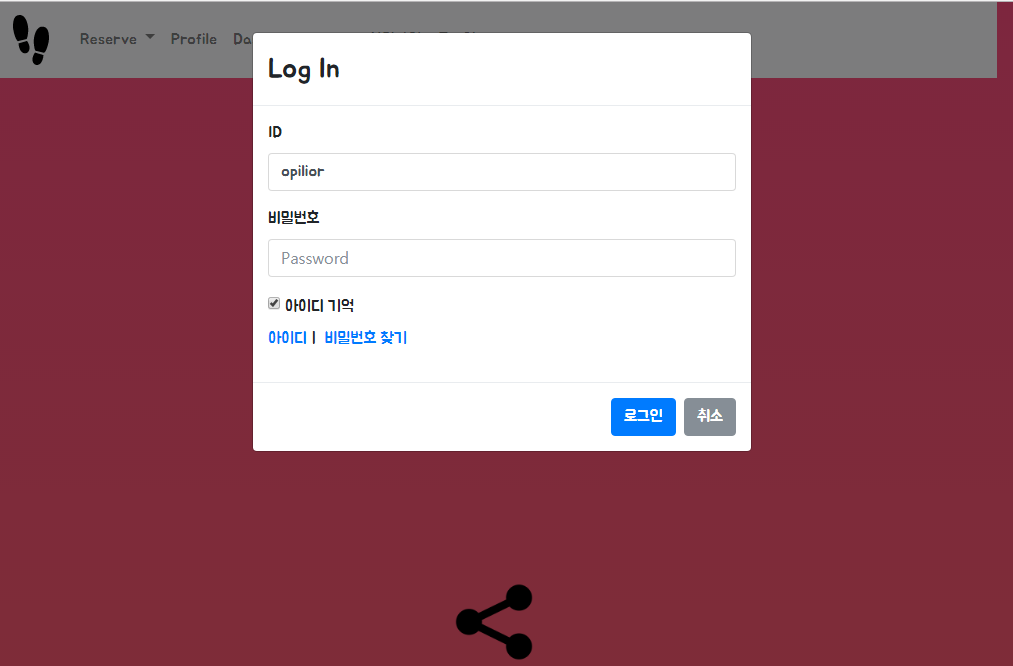 Reserve Profile
Log In
ID
opilior
비밀번호
Password
아이디 기억
아이디 | 비밀번호 찾기
로그인 취소